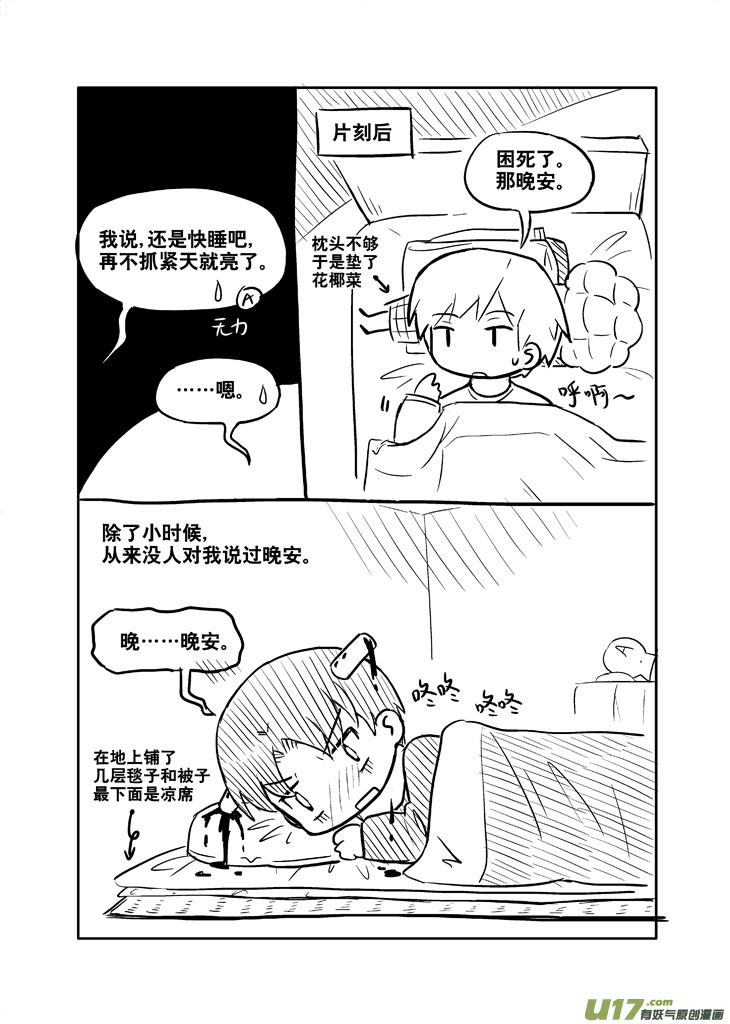 我说,还是快睡吧,
再不抓紧天就亮了。
A
无力
……嗯。
片刻后
困死了。
那晚安。
枕头不够
于是垫了
花椰菜
呼啊～
除了小时候,
从来没人对我说过晚安。
晚……晚安。
咚咚 咚咚
在地上铺了
几层毯子和被子
最下面是凉席
U17.com
有妖气原创漫画